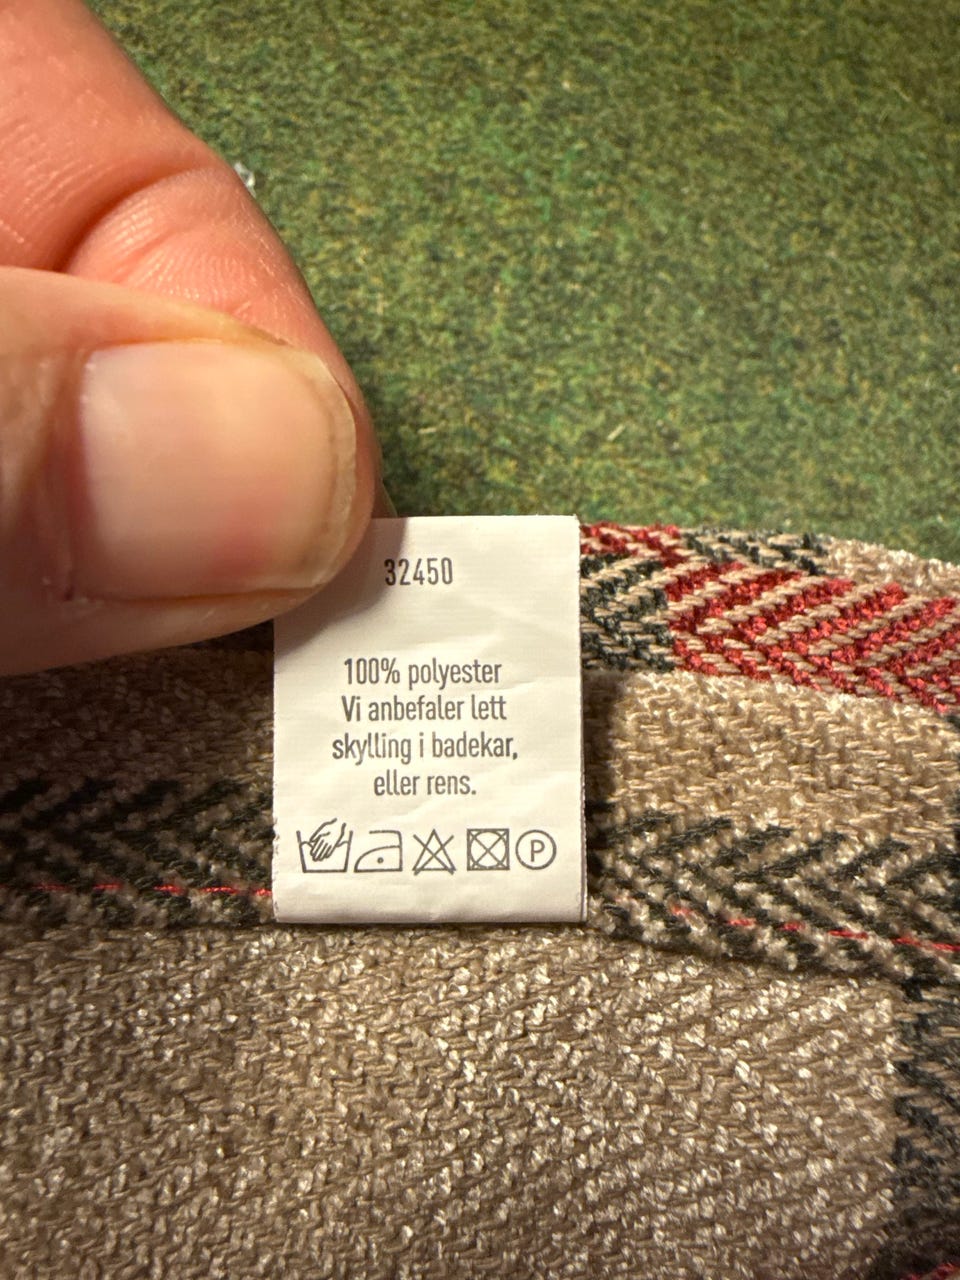 32450
100% polyester
Vi anbefaler lett
skylling i badekar,
eller rens.
P